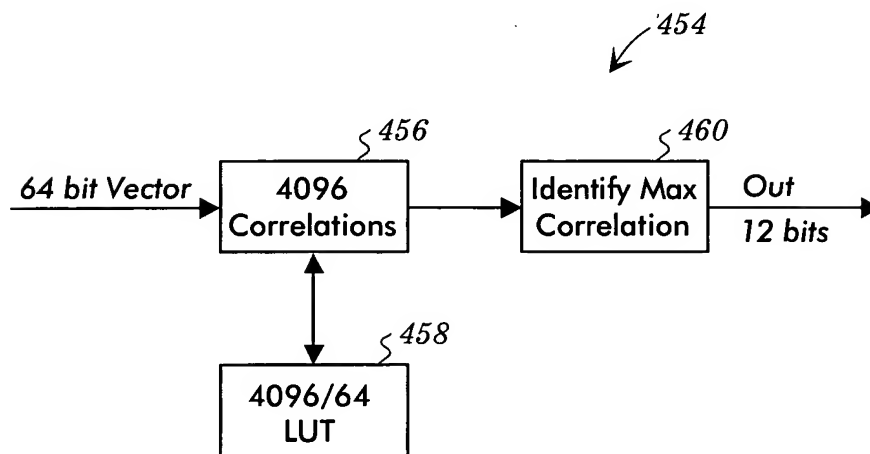 454
456
460
64 bit Vector
4096
Correlations
Identify Max
Correlation
Out
12 bits
458
4096/64
LUT